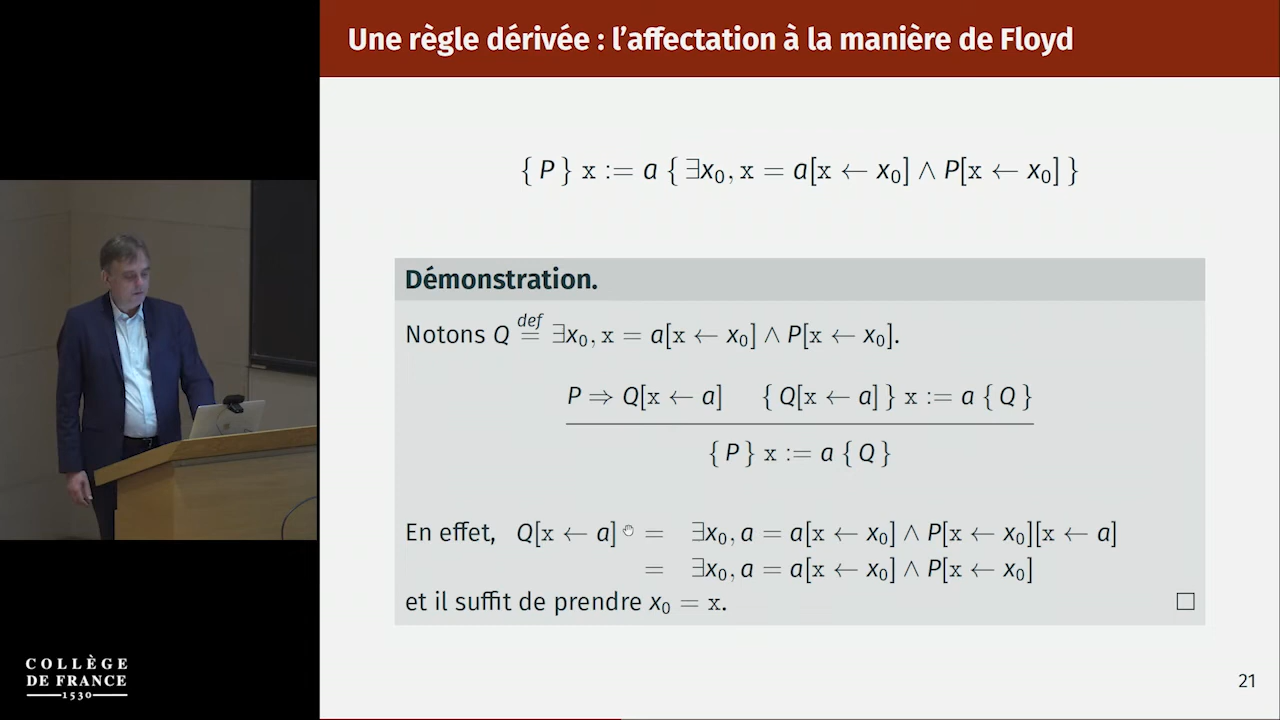 Une règle dérivée : l'affectation à la manière de Floyd
{ P } x := a { ∃x₀, x = a[x ← x₀] ∧ P[x ← x₀] }
Démonstration.
Notons Q def= ∃x₀, x = a[x ← x₀] ∧ P[x ← x₀].
P ⇒ Q[x ← a] { Q[x ← a] } x := a { Q }
{ P } x := a { Q }
En effet, Q[x ← a] = ∃x₀, a = a[x ← x₀] ∧ P[x ← x₀][x ← a]
= ∃x₀, a = a[x ← x₀] ∧ P[x ← x₀]
et il suffit de prendre x₀ = x. □
COLLÈGE
DE FRANCE
1530
21